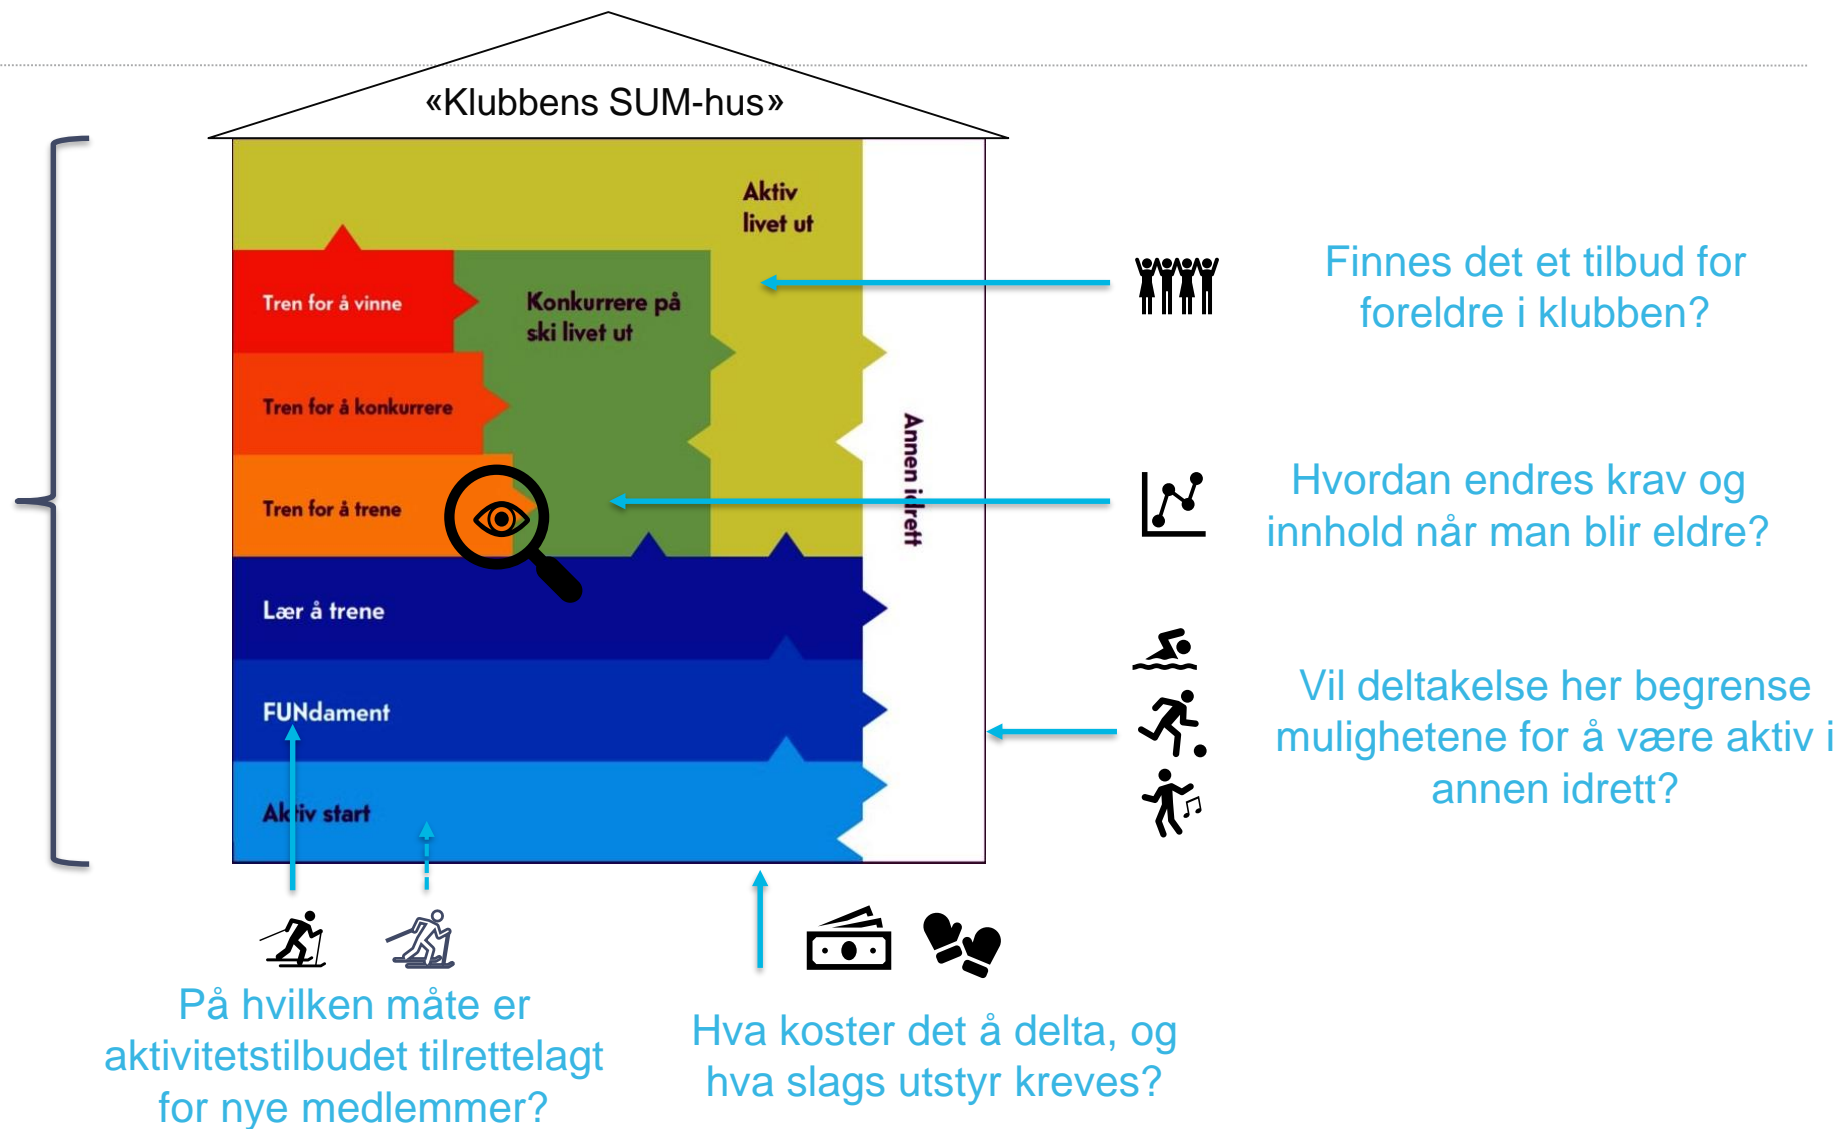 «Klubbens SUM-hus»
Aktiv
livet ut
Tren for å vinne
Konkurrere på
ski livet ut
Tren for å konkurrere
Tren for å trene
Annen idrett
Lær å trene
FUNdament
Aktiv start
Finnes det et tilbud for
foreldre i klubben?
Hvordan endres krav og
innhold når man blir eldre?
Vil deltakelse her begrense
mulighetene for å være aktiv i
annen idrett?
På hvilken måte er
aktivitetstilbudet tilrettelagt
for nye medlemmer?
Hva koster det å delta, og
hva slags utstyr kreves?